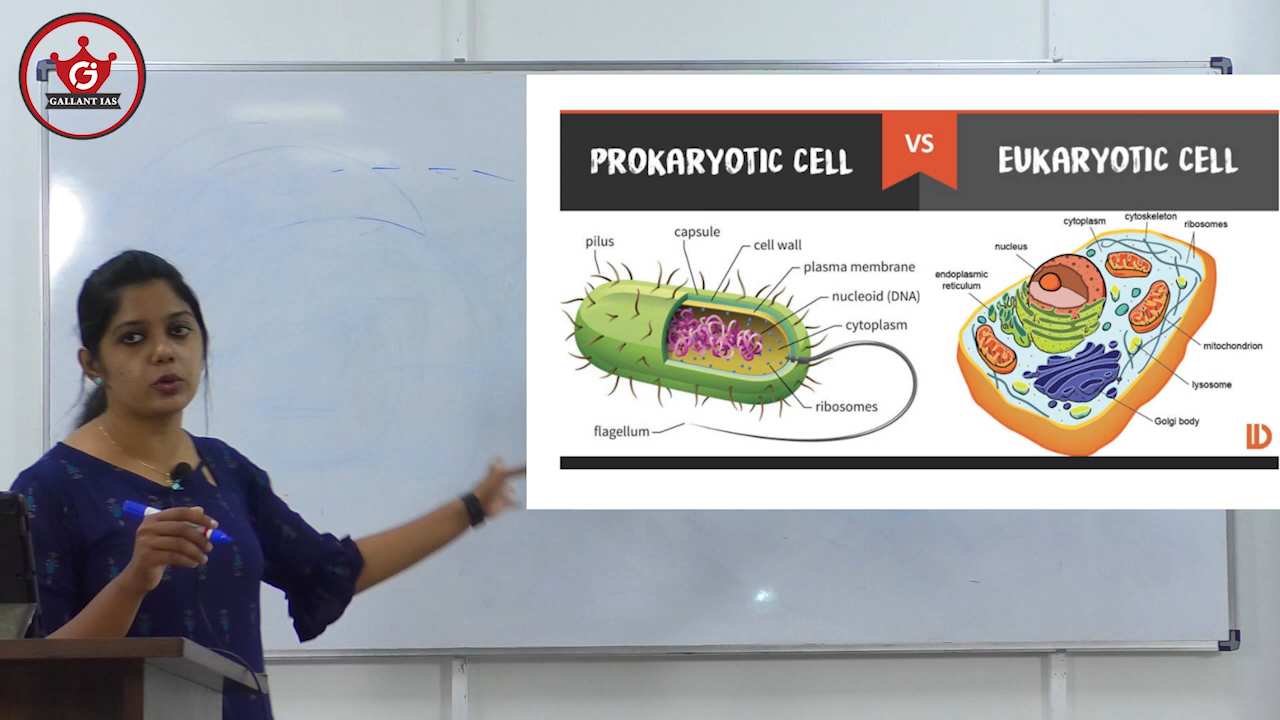 GALLANT IAS
PROKARYOTIC CELL
VS
EUKARYOTIC CELL
pilus
capsule
cell wall
plasma membrane
nucleoid (DNA)
cytoplasm
ribosomes
flagellum
cytoplasm
cytoskeleton
ribosomes
nucleus
endoplasmic
reticulum
mitochondrion
lysosome
Golgi body